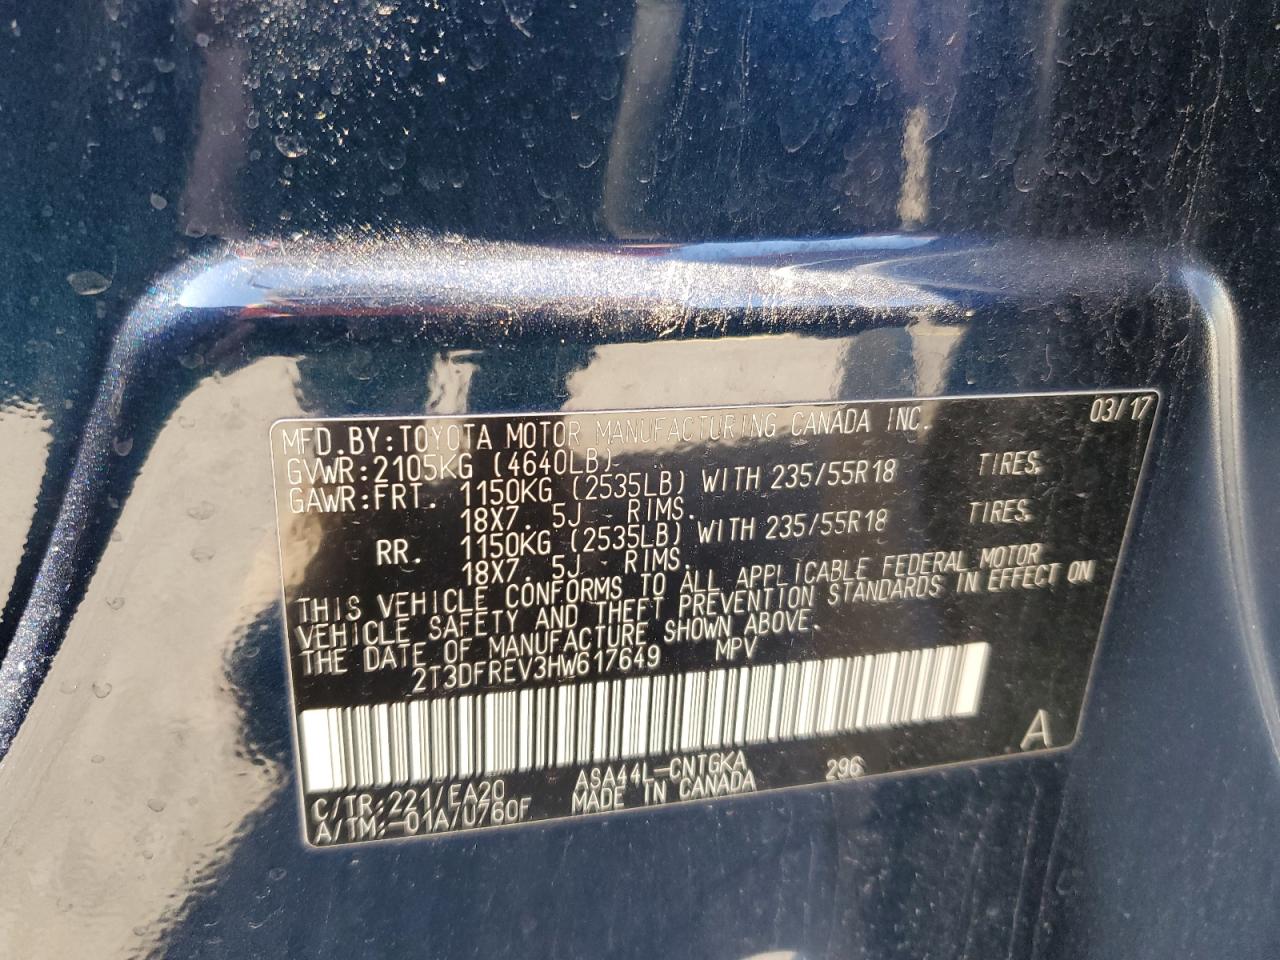 MFD.BY:TOYOTA MOTOR MANUFACTURING CANADA INC. 03/17
GVWR:2105KG (4640LB)
GAWR:FRT. 1150KG (2535LB) WITH 235/55R18 TIRES.
18X7. 5J RIMS.
RR. 1150KG (2535LB) WITH 235/55R18 TIRES.
18X7. 5J RIMS.
THIS VEHICLE CONFORMS TO ALL APPLICABLE FEDERAL MOTOR
VEHICLE SAFETY AND THEFT PREVENTION STANDARDS IN EFFECT ON
THE DATE OF MANUFACTURE SHOWN ABOVE.
2T3DFREV3HW617649 MPV
C/TR:221/EA20 ASA44L-CNTGKA 296 A
A/TM:-01A/0760F MADE IN CANADA